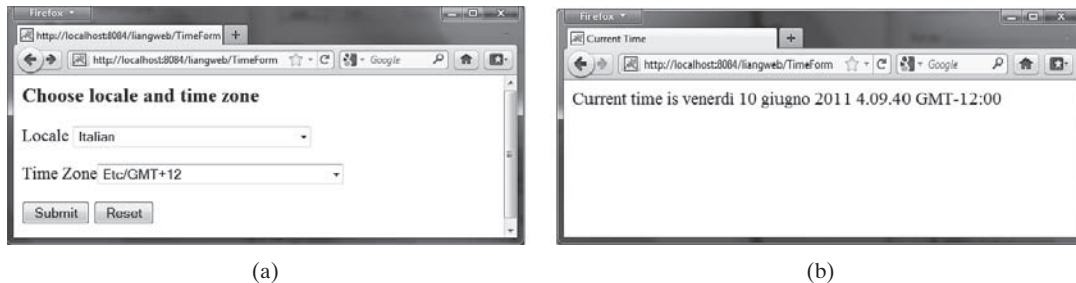 Firefox
http://localhost:8084/liangweb/TimeForm
http://localhost:8084/liangweb/TimeForm
Google
Choose locale and time zone
Locale Italian
Time Zone Etc/GMT+12
Submit Reset
(a)
Firefox
Current Time
http://localhost:8084/liangweb/TimeForm
Google
Current time is venerdì 10 giugno 2011 4.09.40 GMT-12:00
(b)